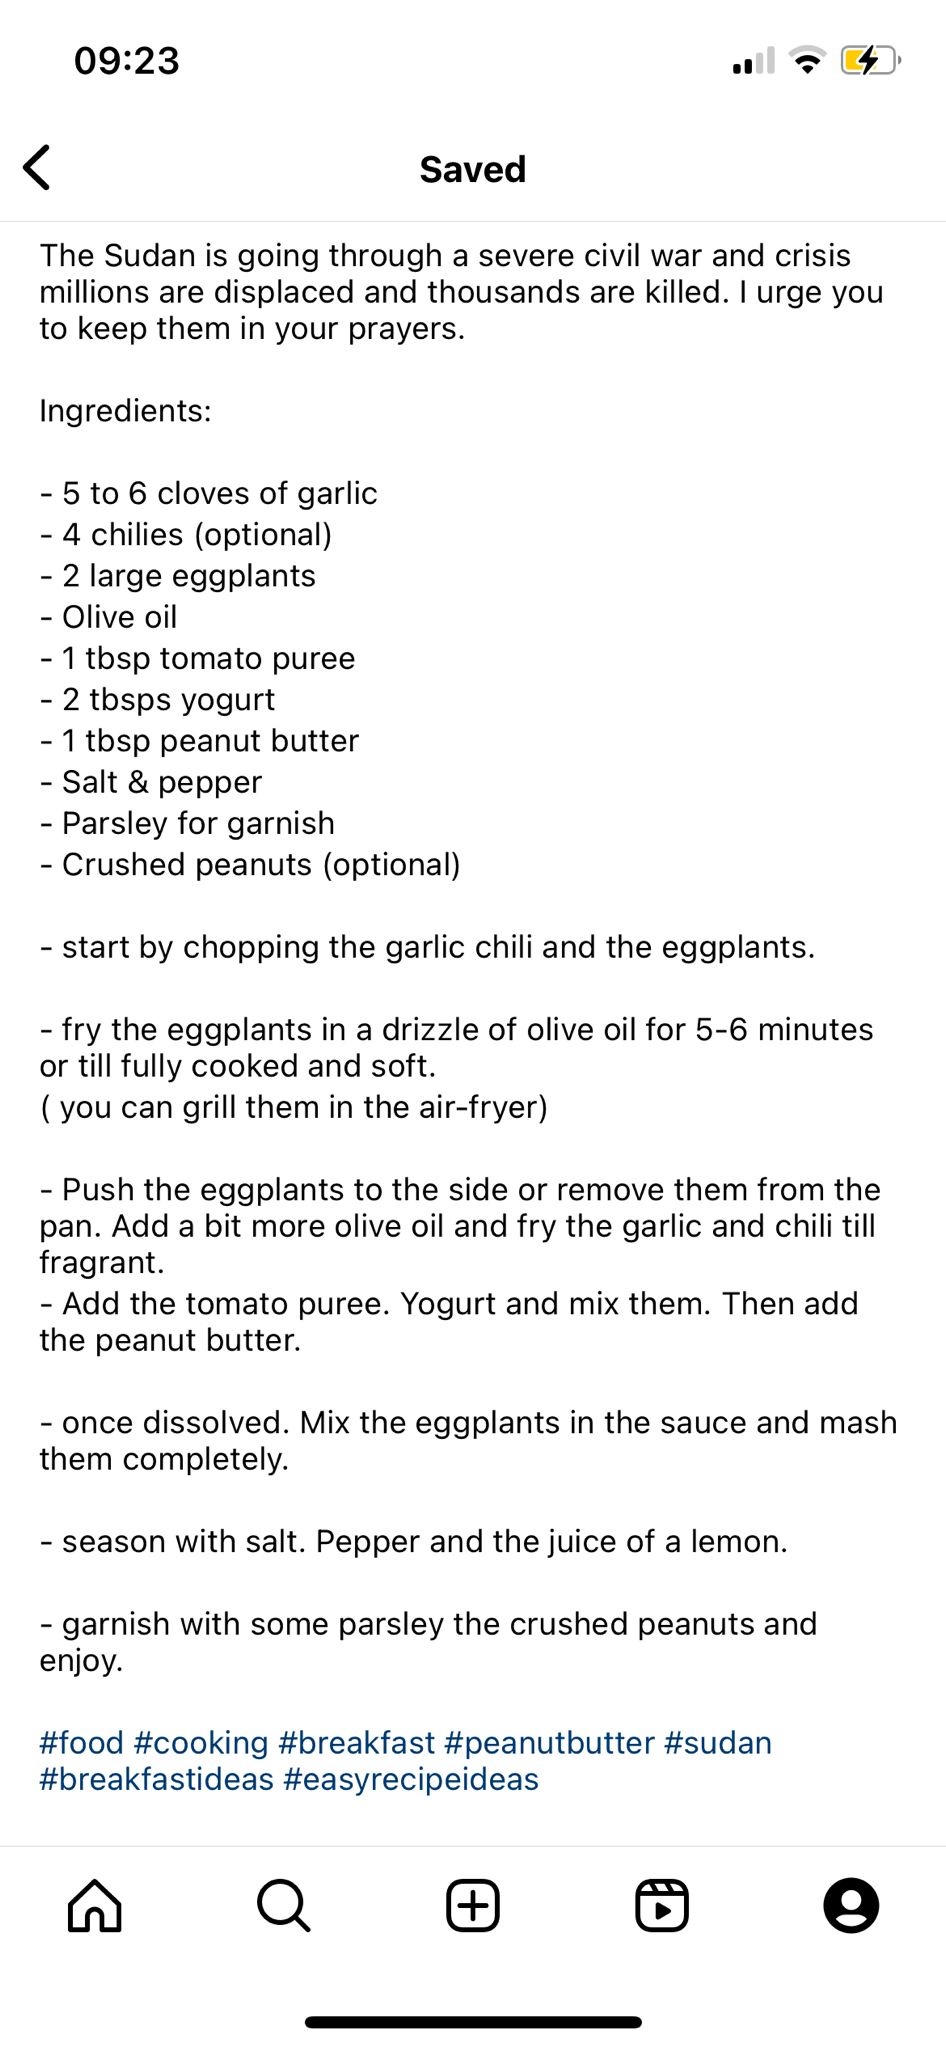 09:23
Saved
The Sudan is going through a severe civil war and crisis
millions are displaced and thousands are killed. I urge you
to keep them in your prayers.
Ingredients:
- 5 to 6 cloves of garlic
- 4 chilies (optional)
- 2 large eggplants
- Olive oil
- 1 tbsp tomato puree
- 2 tbsps yogurt
- 1 tbsp peanut butter
- Salt & pepper
- Parsley for garnish
- Crushed peanuts (optional)
- start by chopping the garlic chili and the eggplants.
- fry the eggplants in a drizzle of olive oil for 5-6 minutes
or till fully cooked and soft.
( you can grill them in the air-fryer)
- Push the eggplants to the side or remove them from the
pan. Add a bit more olive oil and fry the garlic and chili till
fragrant.
- Add the tomato puree. Yogurt and mix them. Then add
the peanut butter.
- once dissolved. Mix the eggplants in the sauce and mash
them completely.
- season with salt. Pepper and the juice of a lemon.
- garnish with some parsley the crushed peanuts and
enjoy.
#food #cooking #breakfast #peanutbutter #sudan
#breakfastideas #easyrecipeideas